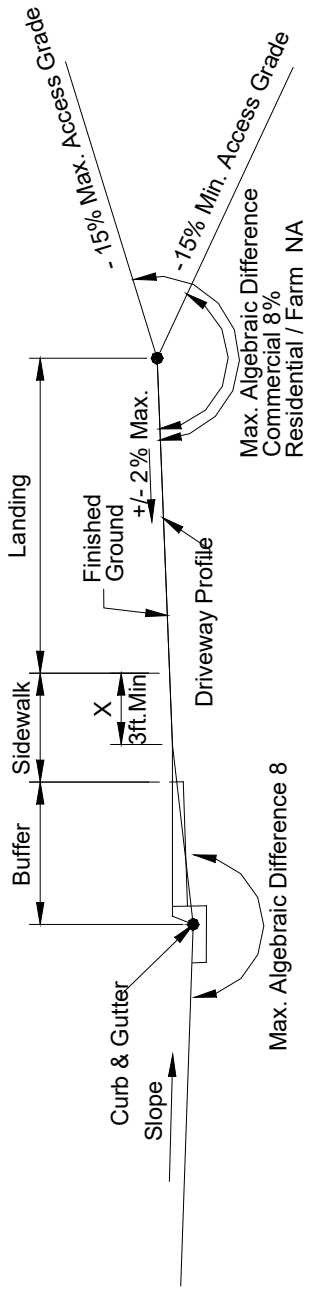 Buffer
Sidewalk
Landing
X
3ft.Min
Finished
Ground
+/- 2% Max.
- 15% Max. Access Grade
-15% Min. Access Grade
Curb & Gutter
Slope
Driveway Profile
Max. Algebraic Difference 8
Max. Algebraic Difference
Commercial 8%
Residential / Farm NA